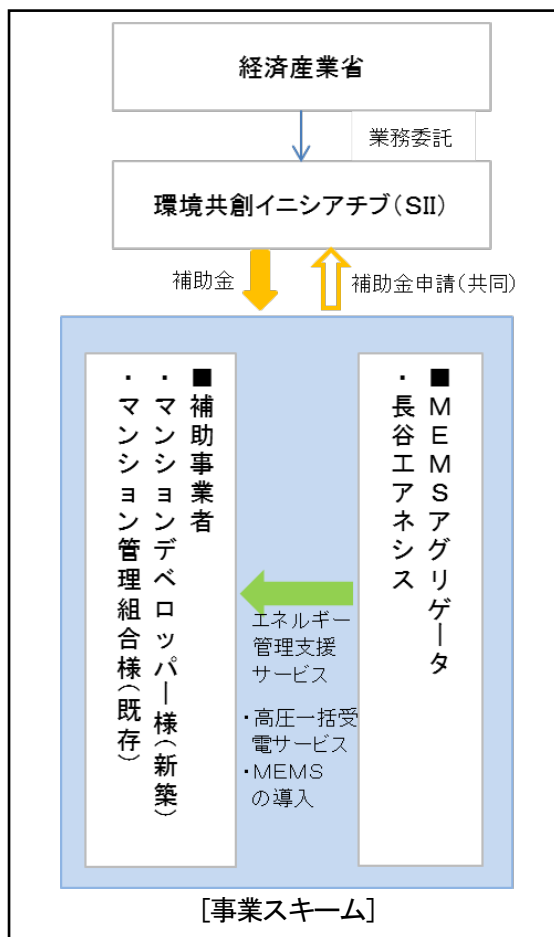 経済産業省
業務委託
環境共創イニシアチブ（SII）
補助金
補助金申請（共同）
■補助事業者
・マンションデベロッパー様（新築）
・マンション管理組合様（既存）
■ＭＥＭＳアグリゲータ
・長谷工アネシス
エネルギー
管理支援
サービス
・高圧一括受
電サービス
・MEMS
の導入
［事業スキーム］